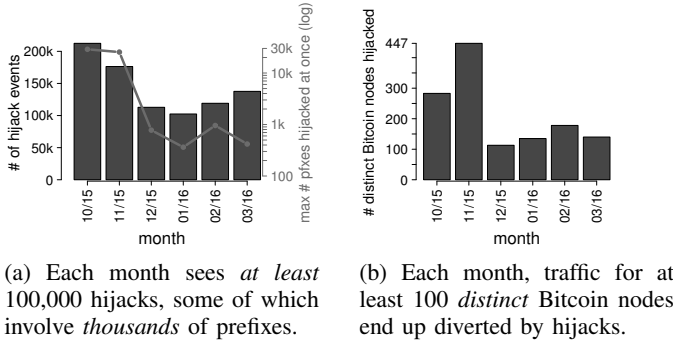 # of hijack events
200k
150k
100k
50k
0
30k
10k
1k
100
max # pfxes hijacked at once (log)
10/15
11/15
12/15
01/16
02/16
03/16
month
(a) Each month sees at least
100,000 hijacks, some of which
involve thousands of prefixes.
# distinct Bitcoin nodes hijacked
447
300
200
100
0
10/15
11/15
12/15
01/16
02/16
03/16
month
(b) Each month, traffic for at
least 100 distinct Bitcoin nodes
end up diverted by hijacks.